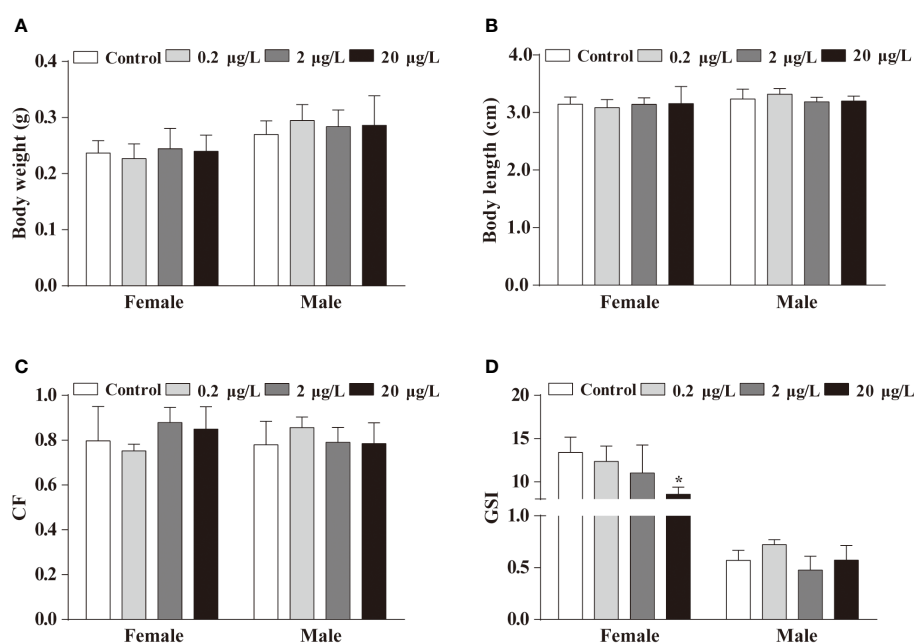 A
Control 0.2 μg/L 2 μg/L 20 μg/L
0.4
0.3
0.2
0.1
0.0
Body weight (g)
Female Male
B
Control 0.2 μg/L 2 μg/L 20 μg/L
4.0
3.0
2.0
1.0
0.0
Body length (cm)
Female Male
C
Control 0.2 μg/L 2 μg/L 20 μg/L
1.0
0.8
0.6
0.4
0.2
0.0
CF
Female Male
D
Control 0.2 μg/L 2 μg/L 20 μg/L
20
15
10
1.0
0.5
0.0
GSI
*
Female Male